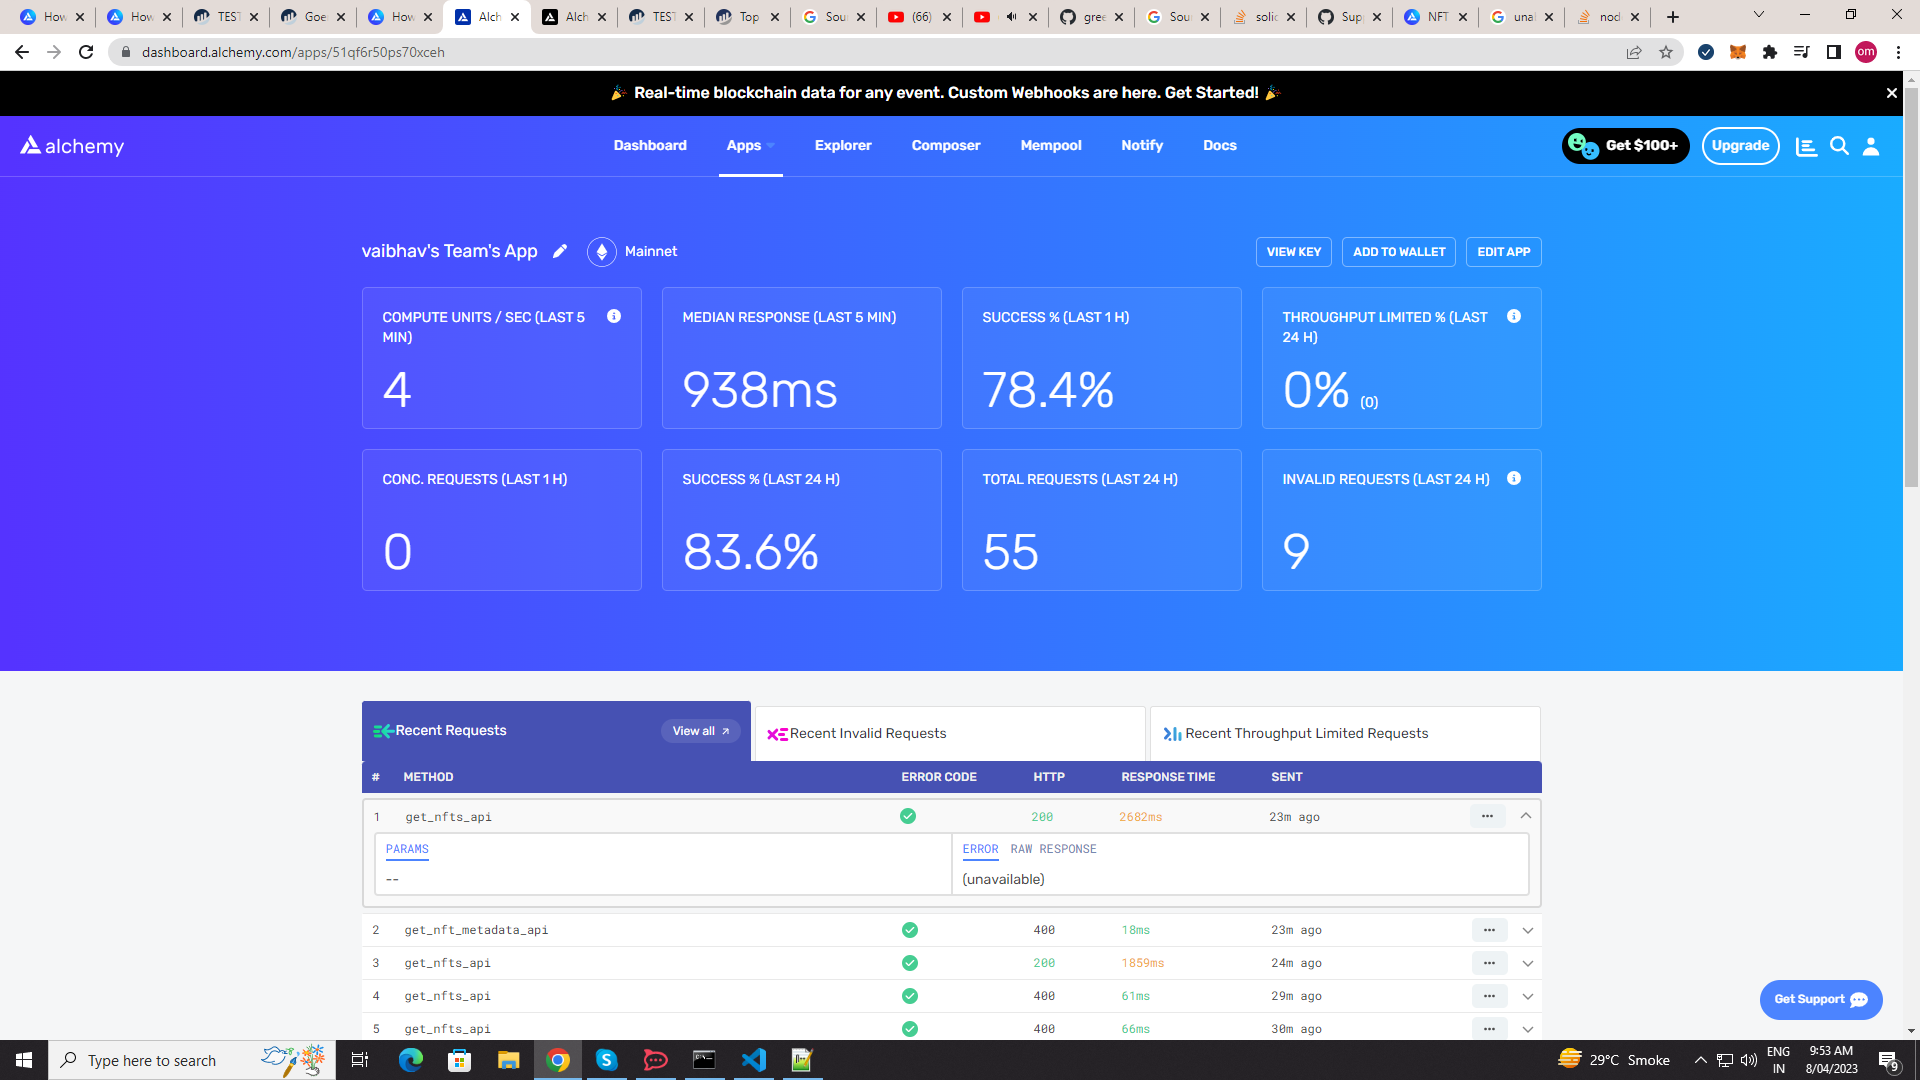 How
How
TEST
Goe
How
Alch
Alch
TEST
Top
Sou
(66)
gree
Sou
solic
Supp
NFT
unal
nod
dashboard.alchemy.com/apps/51qf6r50ps70xceh
om
Real-time blockchain data for any event. Custom Webhooks are here. Get Started!
alchemy
Dashboard
Apps
Explorer
Composer
Mempool
Notify
Docs
Get $100+
Upgrade
vaibhav's Team's App
Mainnet
VIEW KEY
ADD TO WALLET
EDIT APP
COMPUTE UNITS / SEC (LAST 5
MIN)
4
MEDIAN RESPONSE (LAST 5 MIN)
938ms
SUCCESS % (LAST 1 H)
78.4%
THROUGHPUT LIMITED % (LAST
24 H)
0% (0)
CONC. REQUESTS (LAST 1 H)
0
SUCCESS % (LAST 24 H)
83.6%
TOTAL REQUESTS (LAST 24 H)
55
INVALID REQUESTS (LAST 24 H)
9
Recent Requests
View all
Recent Invalid Requests
Recent Throughput Limited Requests
# METHOD ERROR CODE HTTP RESPONSE TIME SENT
1 get_nfts_api 200 2682ms 23m ago
PARAMS
--
ERROR RAW RESPONSE
(unavailable)
2 get_nft_metadata_api 400 18ms 23m ago
3 get_nfts_api 200 1859ms 24m ago
4 get_nfts_api 400 61ms 29m ago
5 get_nfts_api 400 66ms 30m ago
Get Support
Type here to search
29°C Smoke
ENG
IN
9:53 AM
8/04/2023
9